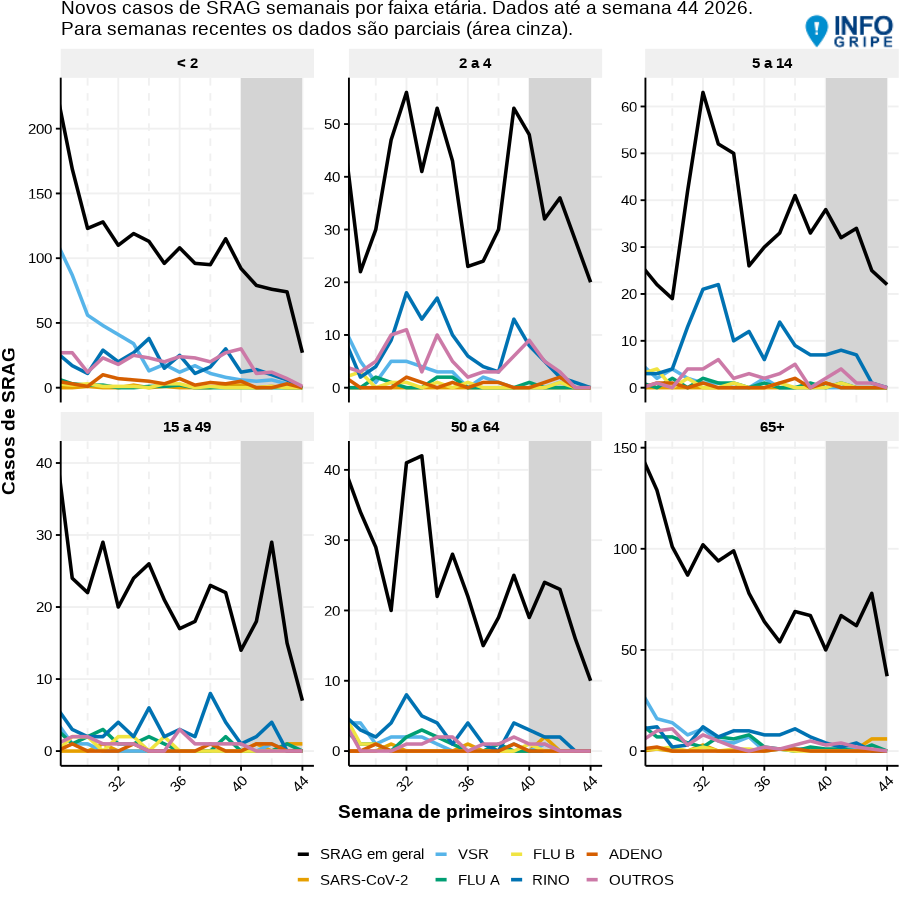 Novos casos de SRAG semanais por faixa etária. Dados até a semana 44 2026.
Para semanas recentes os dados são parciais (área cinza).
INFO
GRIPE
< 2
2 a 4
5 a 14
200
150
100
50
0
50
40
30
20
10
0
60
50
40
30
20
10
0
Casos de SRAG
15 a 49
50 a 64
65+
40
30
20
10
0
40
30
20
10
0
150
100
50
0
32 36 40 44
32 36 40 44
32 36 40 44
Semana de primeiros sintomas
SRAG em geral VSR FLU B ADENO
SARS-CoV-2 FLU A RINO OUTROS